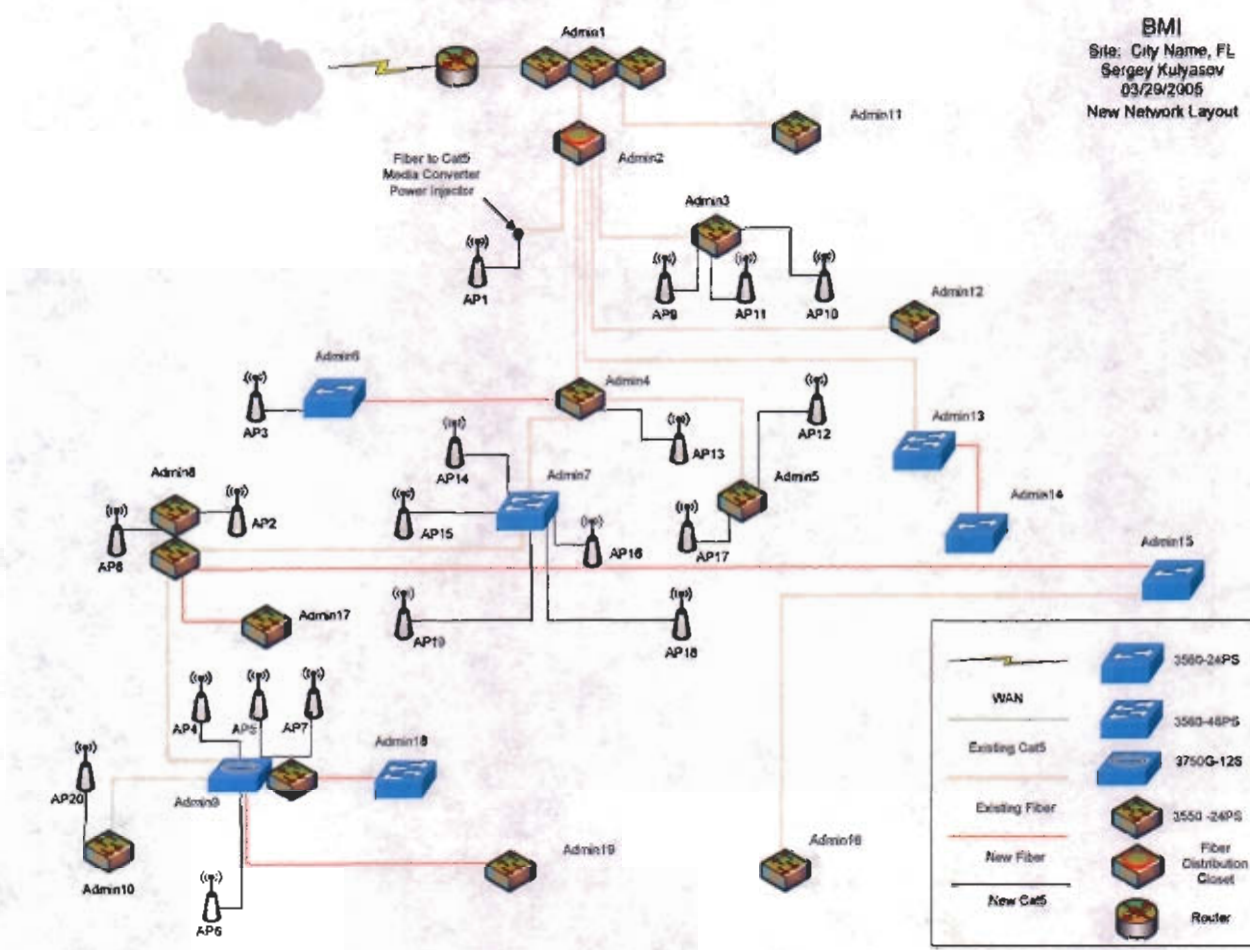 BMI
Site: City Name, FL
Sergey Kulyasov
03/29/2005
New Network Layout
Admin1
Admin11
Admin2
Fiber to Cat5
Media Converter
Power Injector
Admin3
AP1
AP9
AP11
AP10
Admin12
Admin6
Admin4
AP3
AP12
Admin13
AP13
AP14
Admin7
Admin5
Admin8
AP2
AP15
AP16
AP17
Admin14
AP8
Admin15
Admin17
AP19
AP18
AP4
AP5
AP7
Admin18
AP20
Admin9
Admin10
Admin19
Admin16
AP6
WAN
Existing Cat5
Existing Fiber
New Fiber
New Cat5
3560-24PS
3560-48PS
3750G-12S
3550 -24PS
Fiber
Distribution
Closet
Router